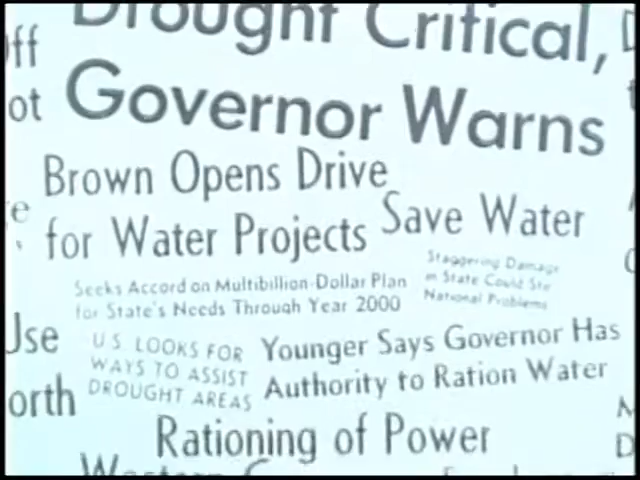 Drought Critical,
Governor Warns
off
ot
Brown Opens Drive
for Water Projects
Save Water
e
Seeks Accord on Multibillion-Dollar Plan
for State's Needs Through Year 2000
Staggering Damage
in State Could
National Problems
Use
orth
U S LOOKS FOR
WAYS TO ASSIST
DROUGHT AREAS
Younger Says Governor Has
Authority to Ration Water
Rationing of Power